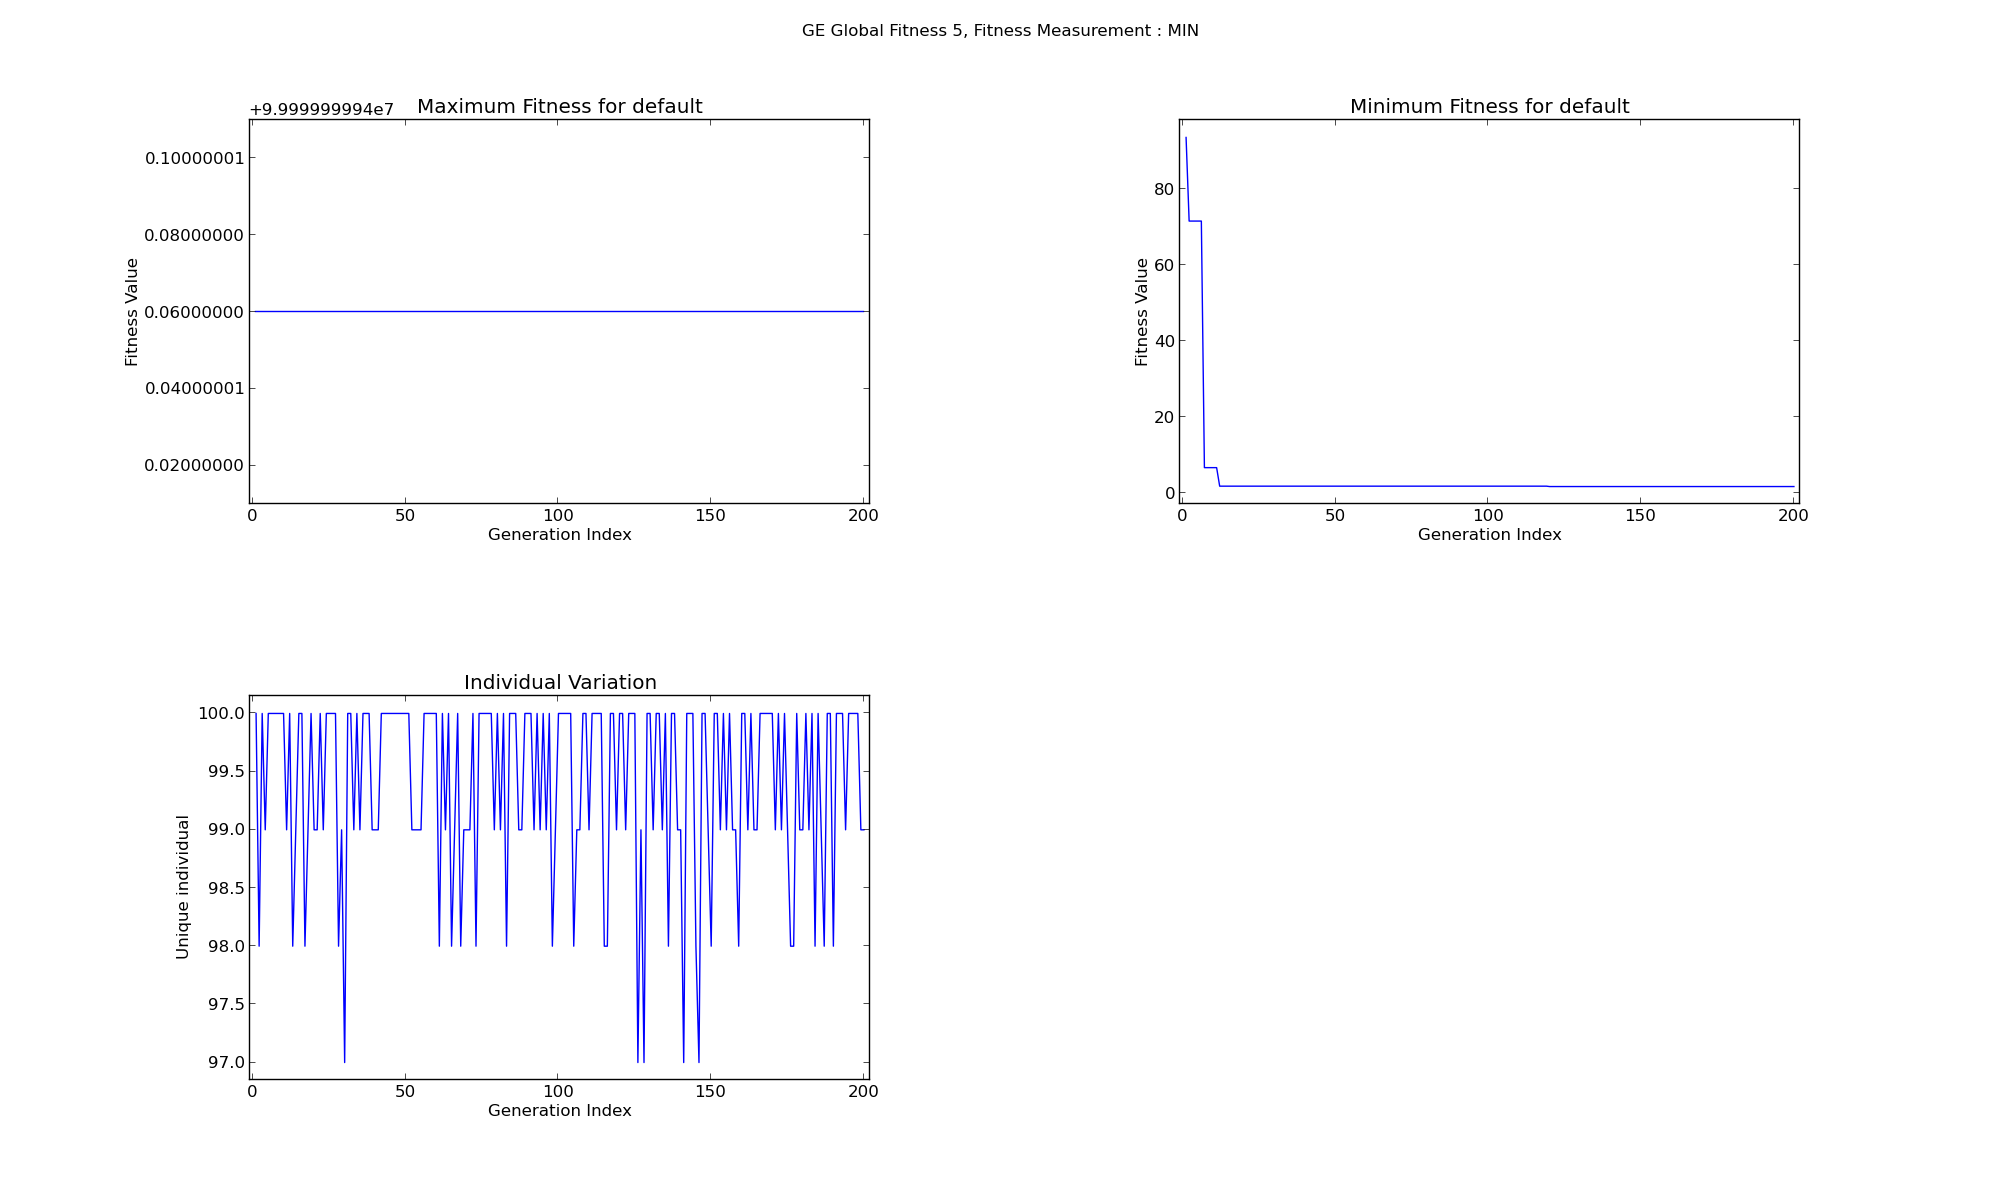 GE Global Fitness 5, Fitness Measurement : MIN
+9.999999994e7
Maximum Fitness for default
0.10000001
0.08000000
0.06000000
0.04000001
0.02000000
Fitness Value
0 50 100 150 200
Generation Index
Minimum Fitness for default
80
60
40
20
0
Fitness Value
0 50 100 150 200
Generation Index
Individual Variation
100.0
99.5
99.0
98.5
98.0
97.5
97.0
Unique individual
0 50 100 150 200
Generation Index